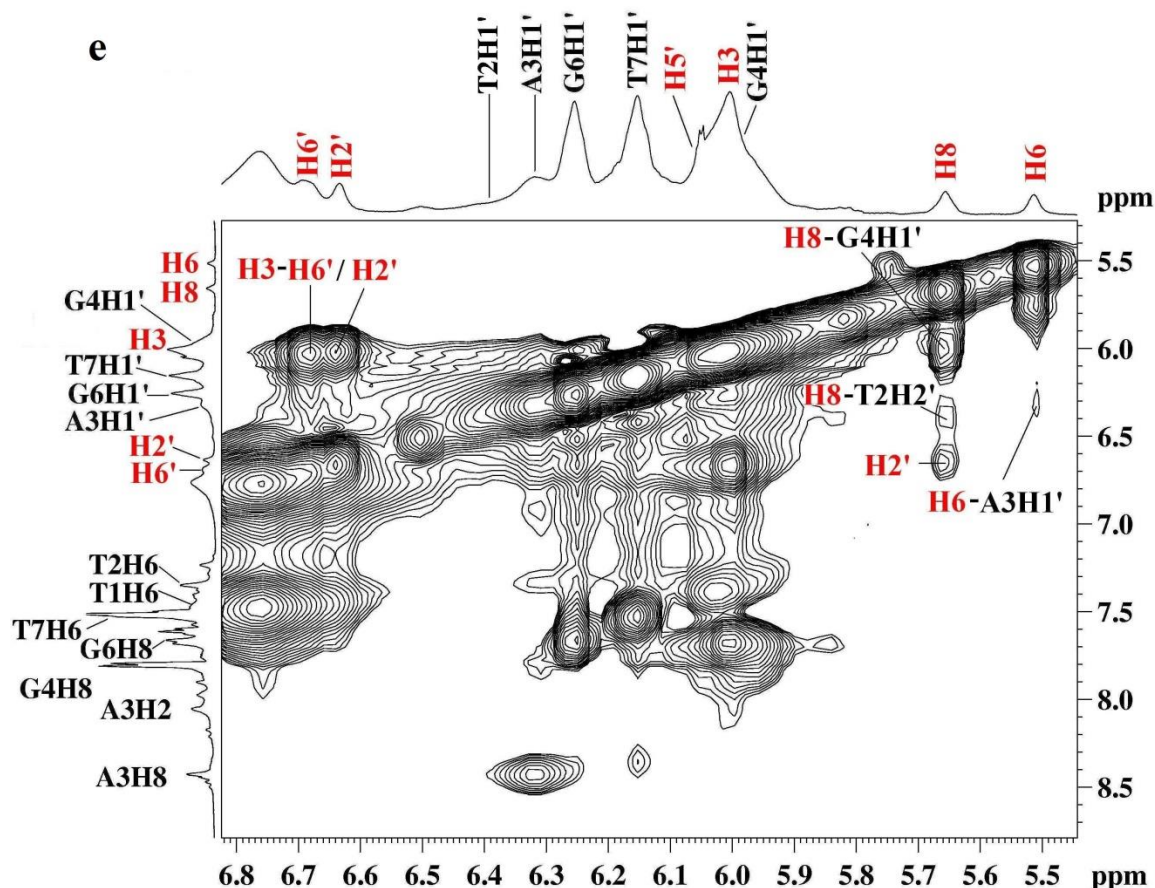 e
H6' H2' T2H1' A3H1' G6H1' T7H1' H5' H3 G4H1' H8 H6
ppm
H6
H8
G4H1'
H3
T7H1'
G6H1'
A3H1'
H2'
H6'
T2H6
T1H6
T7H6
G6H8
G4H8
A3H2
A3H8
H3-H6'/H2'
H8-G4H1'
H8-T2H2'
H2'
H6-A3H1'
5.5
6.0
6.5
7.0
7.5
8.0
8.5
6.8 6.7 6.6 6.5 6.4 6.3 6.2 6.1 6.0 5.9 5.8 5.7 5.6 5.5 ppm